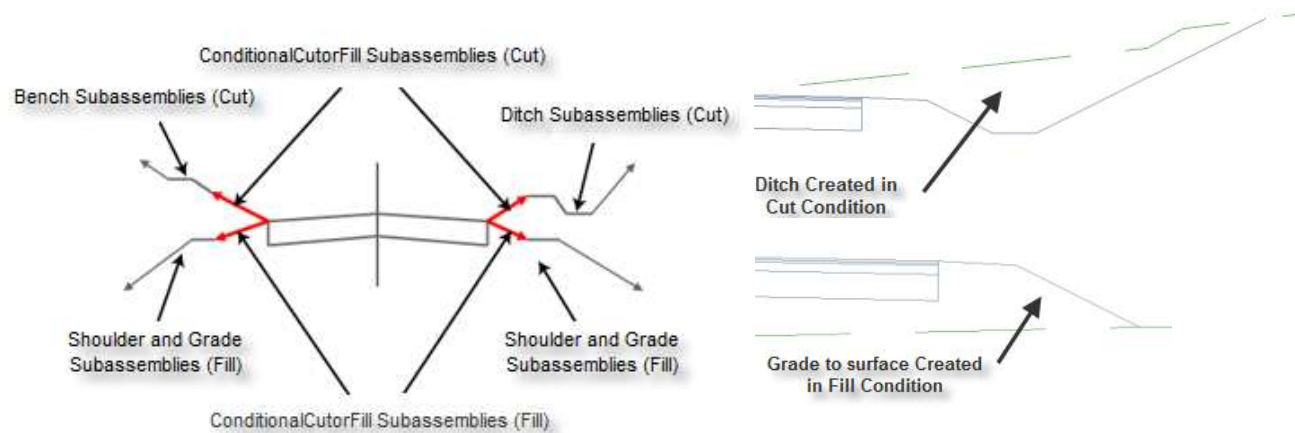 ConditionalCutorFill Subassemblies (Cut)
Bench Subassemblies (Cut)
Ditch Subassemblies (Cut)
Shoulder and Grade
Subassemblies (Fill)
Shoulder and Grade
Subassemblies (Fill)
ConditionalCutorFill Subassemblies (Fill)
Ditch Created in
Cut Condition
Grade to surface Created
in Fill Condition